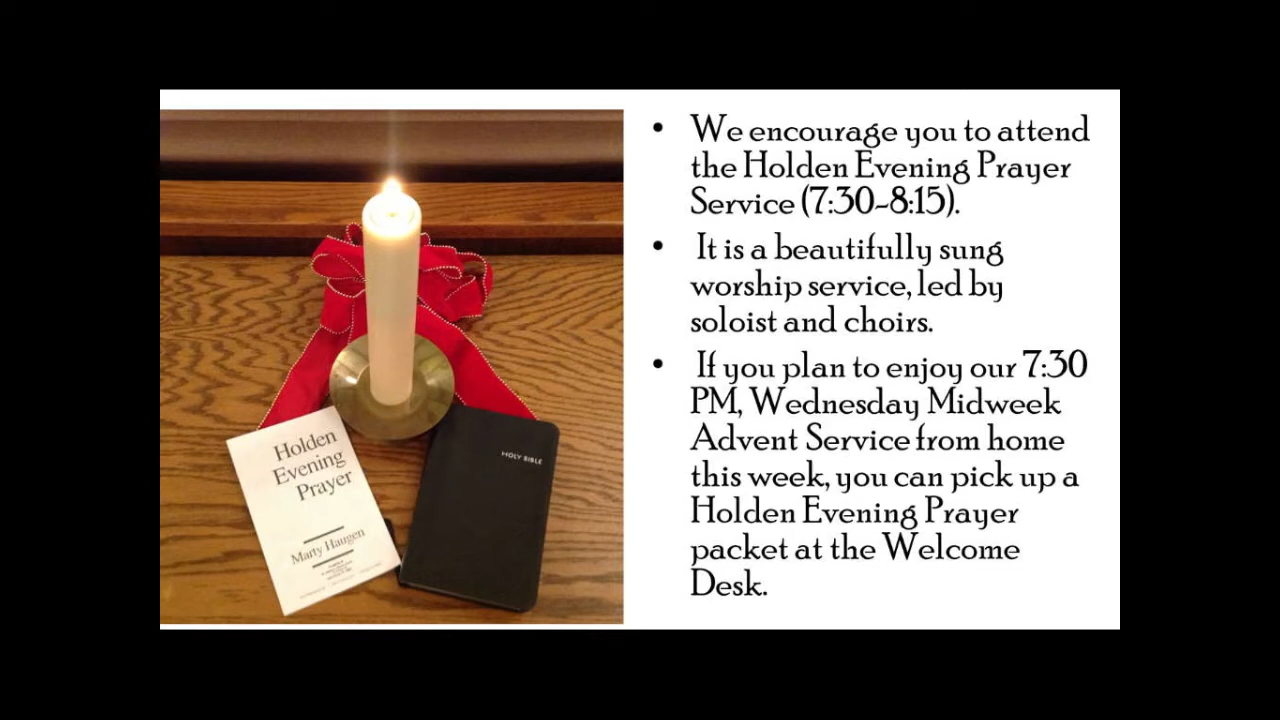 • We encourage you to attend
the Holden Evening Prayer
Service (7:30-8:15).
• It is a beautifully sung
worship service, led by
soloist and choirs.
• If you plan to enjoy our 7:30
PM, Wednesday Midweek
Advent Service from home
this week, you can pick up a
Holden Evening Prayer
packet at the Welcome
Desk.
Holden
Evening
Prayer
Marty Haugen
HOLY BIBLE